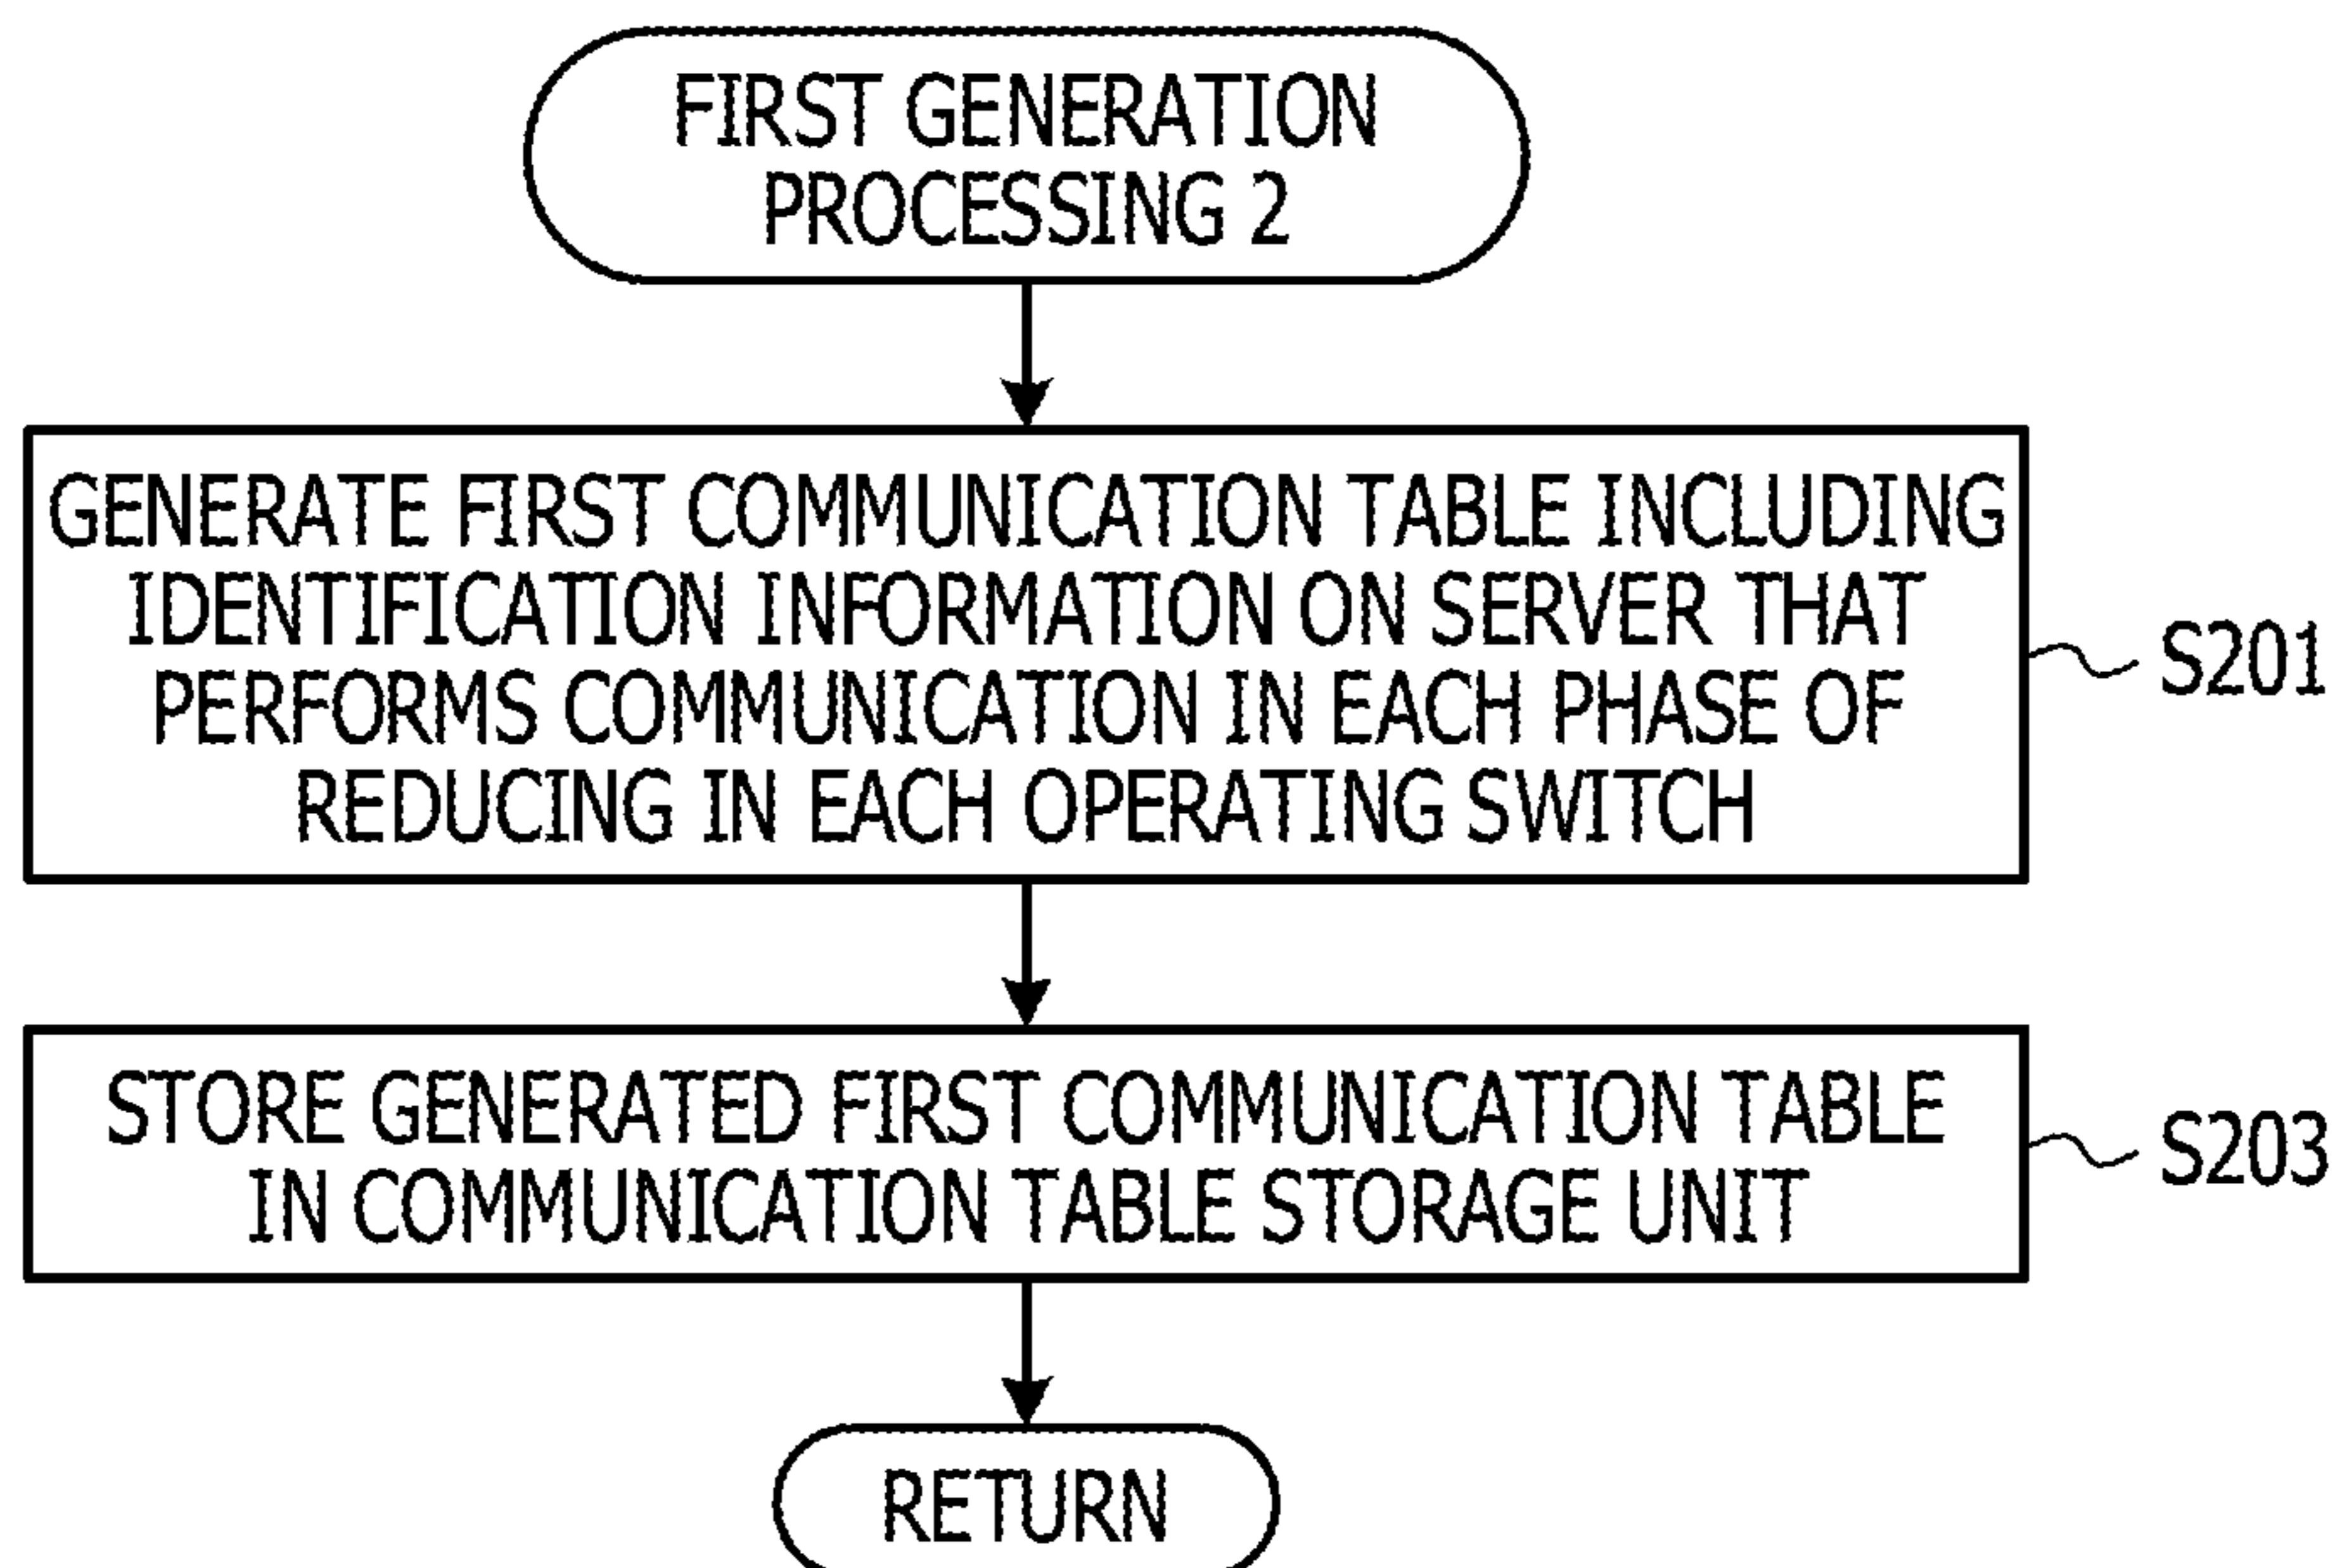 FIRST GENERATION
PROCESSING 2
GENERATE FIRST COMMUNICATION TABLE INCLUDING
IDENTIFICATION INFORMATION ON SERVER THAT
PERFORMS COMMUNICATION IN EACH PHASE OF
REDUCING IN EACH OPERATING SWITCH
S201
STORE GENERATED FIRST COMMUNICATION TABLE
IN COMMUNICATION TABLE STORAGE UNIT
S203
RETURN